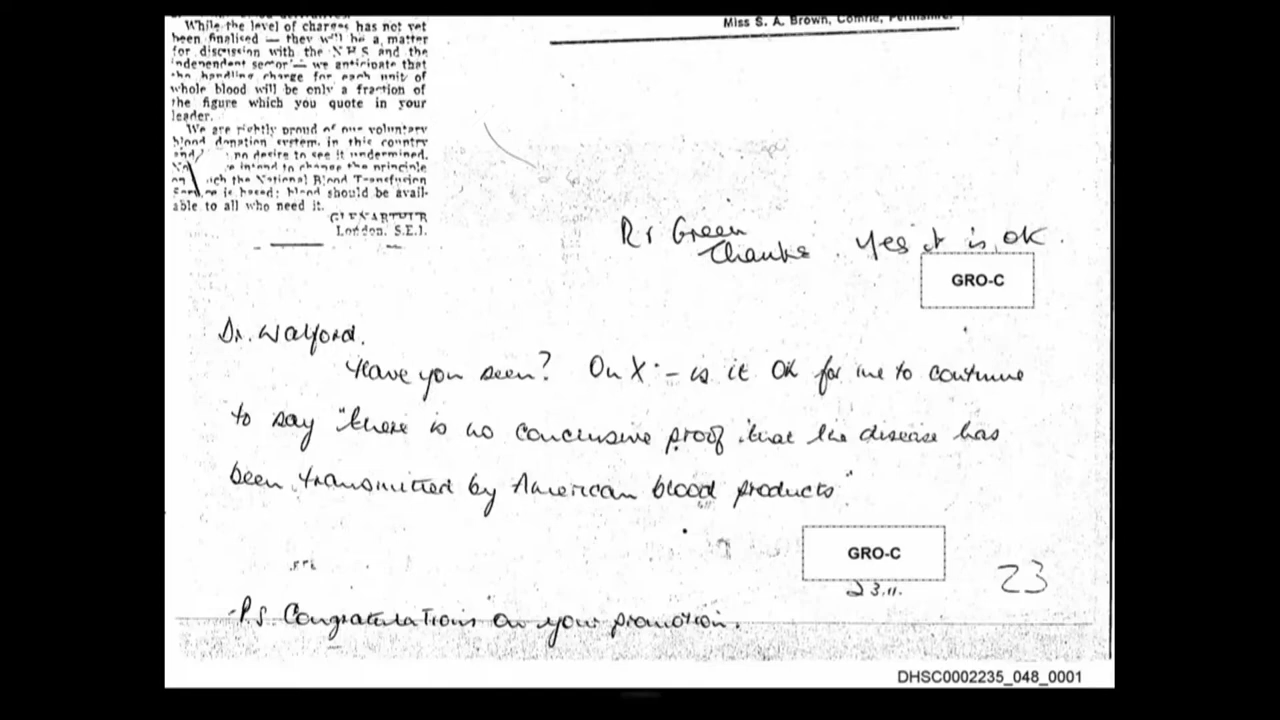 While the level of charges has not yet
been finalised — they will be a matter
for discussion with the NHS and the
independent sector — we anticipate that
the handling charge for each unit of
whole blood will be only a fraction of
the figure which you quote in your
leader.
We are rightly proud of our voluntary
blood donation system in this country
and no desire to see it undermined.
intend to change the principle
on which the National Blood Transfusion
Service is based: blood should be avail-
able to all who need it.
GLENARTHUR
London, S.E.1.
Miss S. A. Brown, Comrie, Perthshire
Green
Thanks. Yes it is OK.
GRO-C
Dr. Walford.
Have you seen? On X - is it OK for me to continue
to say "there is no conclusive proof that the disease has
been transmitted by American blood products"
GRO-C
23.11.
23
P.S. Congratulations on your promotion.
DHSC0002235_048_0001